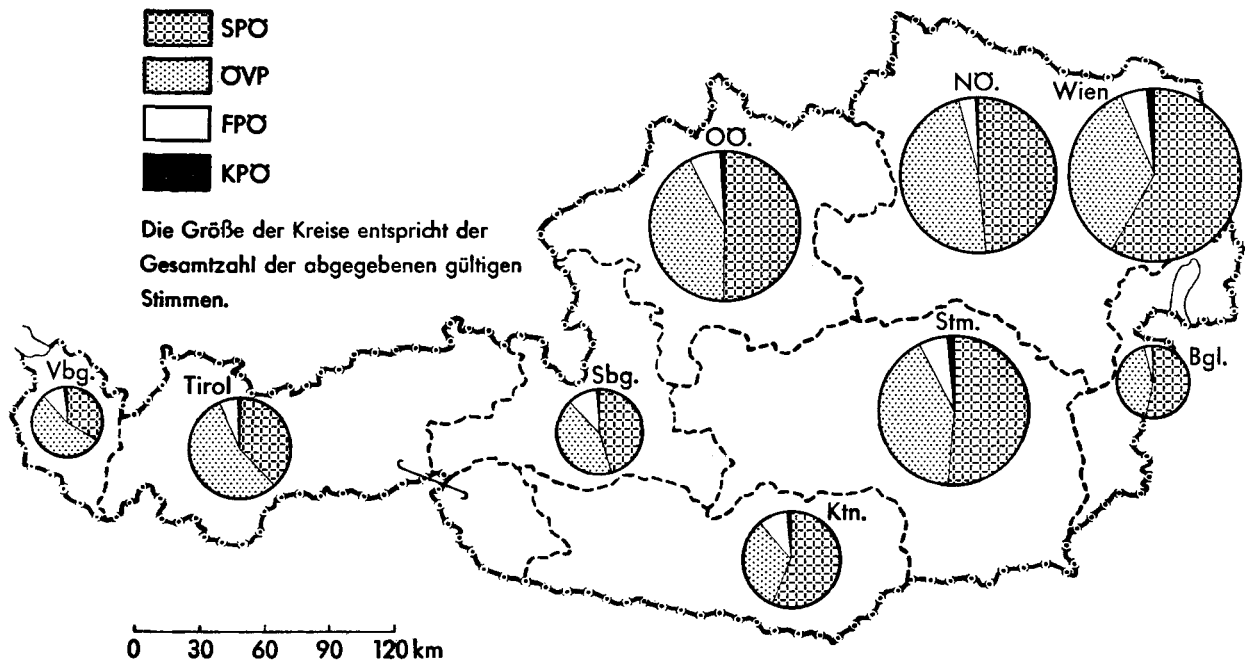 SPÖ
ÖVP
FPÖ
KPÖ
Die Größe der Kreise entspricht der
Gesamtzahl der abgegebenen gültigen
Stimmen.
NÖ.
Wien
OÖ.
Stm.
Bgl.
Vbg.
Tirol
Sbg.
Ktn.
0 30 60 90 120 km